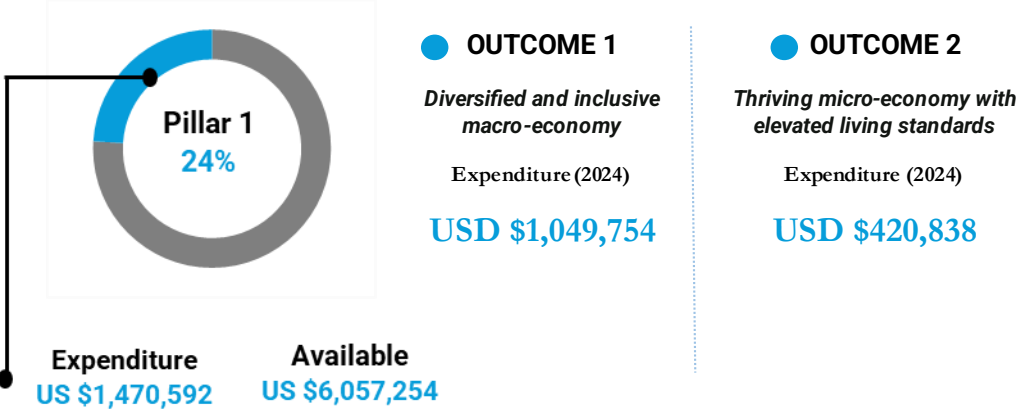 Pillar 1
24%
Expenditure
US $1,470,592
Available
US $6,057,254
OUTCOME 1
Diversified and inclusive
macro-economy
Expenditure (2024)
USD $1,049,754
OUTCOME 2
Thriving micro-economy with
elevated living standards
Expenditure (2024)
USD $420,838